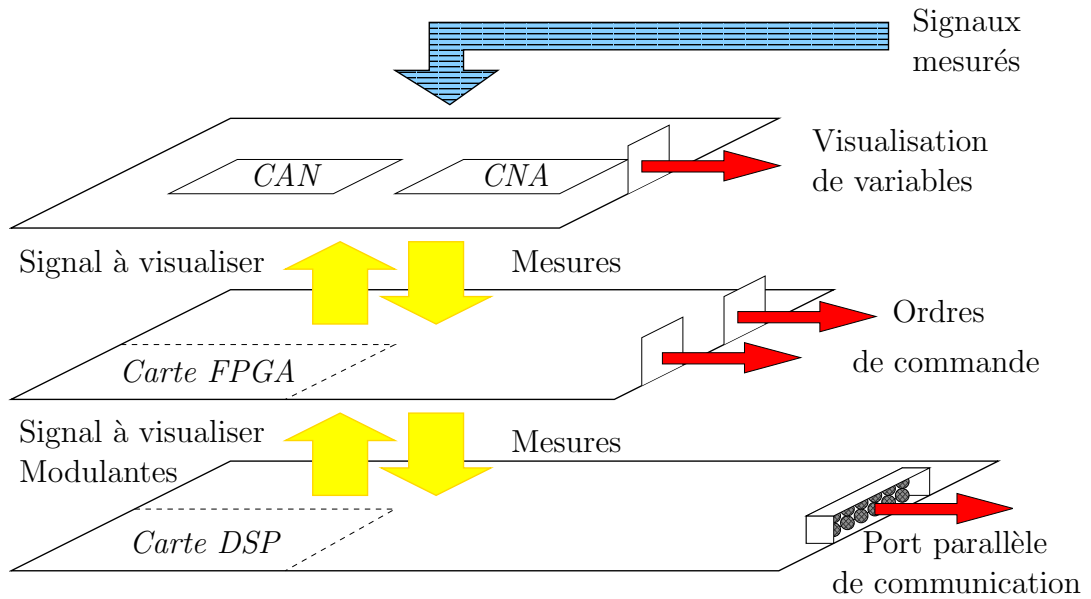 Signaux
mesurés
CAN
CNA
Visualisation
de variables
Signal à visualiser
Mesures
Carte FPGA
Ordres
de commande
Signal à visualiser
Modulantes
Mesures
Carte DSP
Port parallèle
de communication